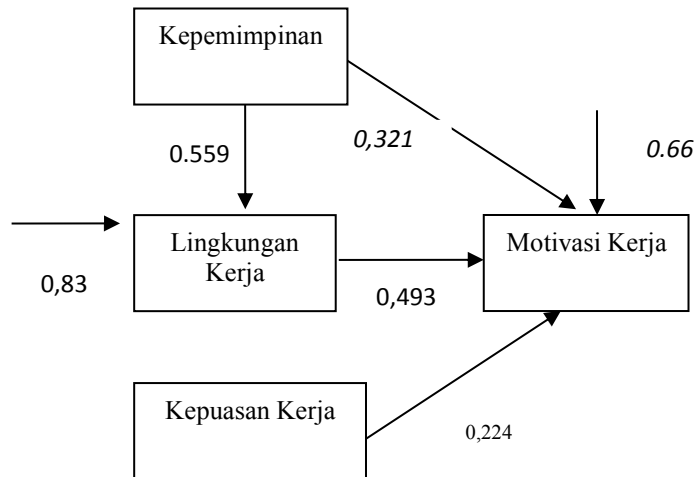 Kepemimpinan
0.559
0,321
0.66
Lingkungan
Kerja
Motivasi Kerja
0,83
0,493
Kepuasan Kerja
0,224